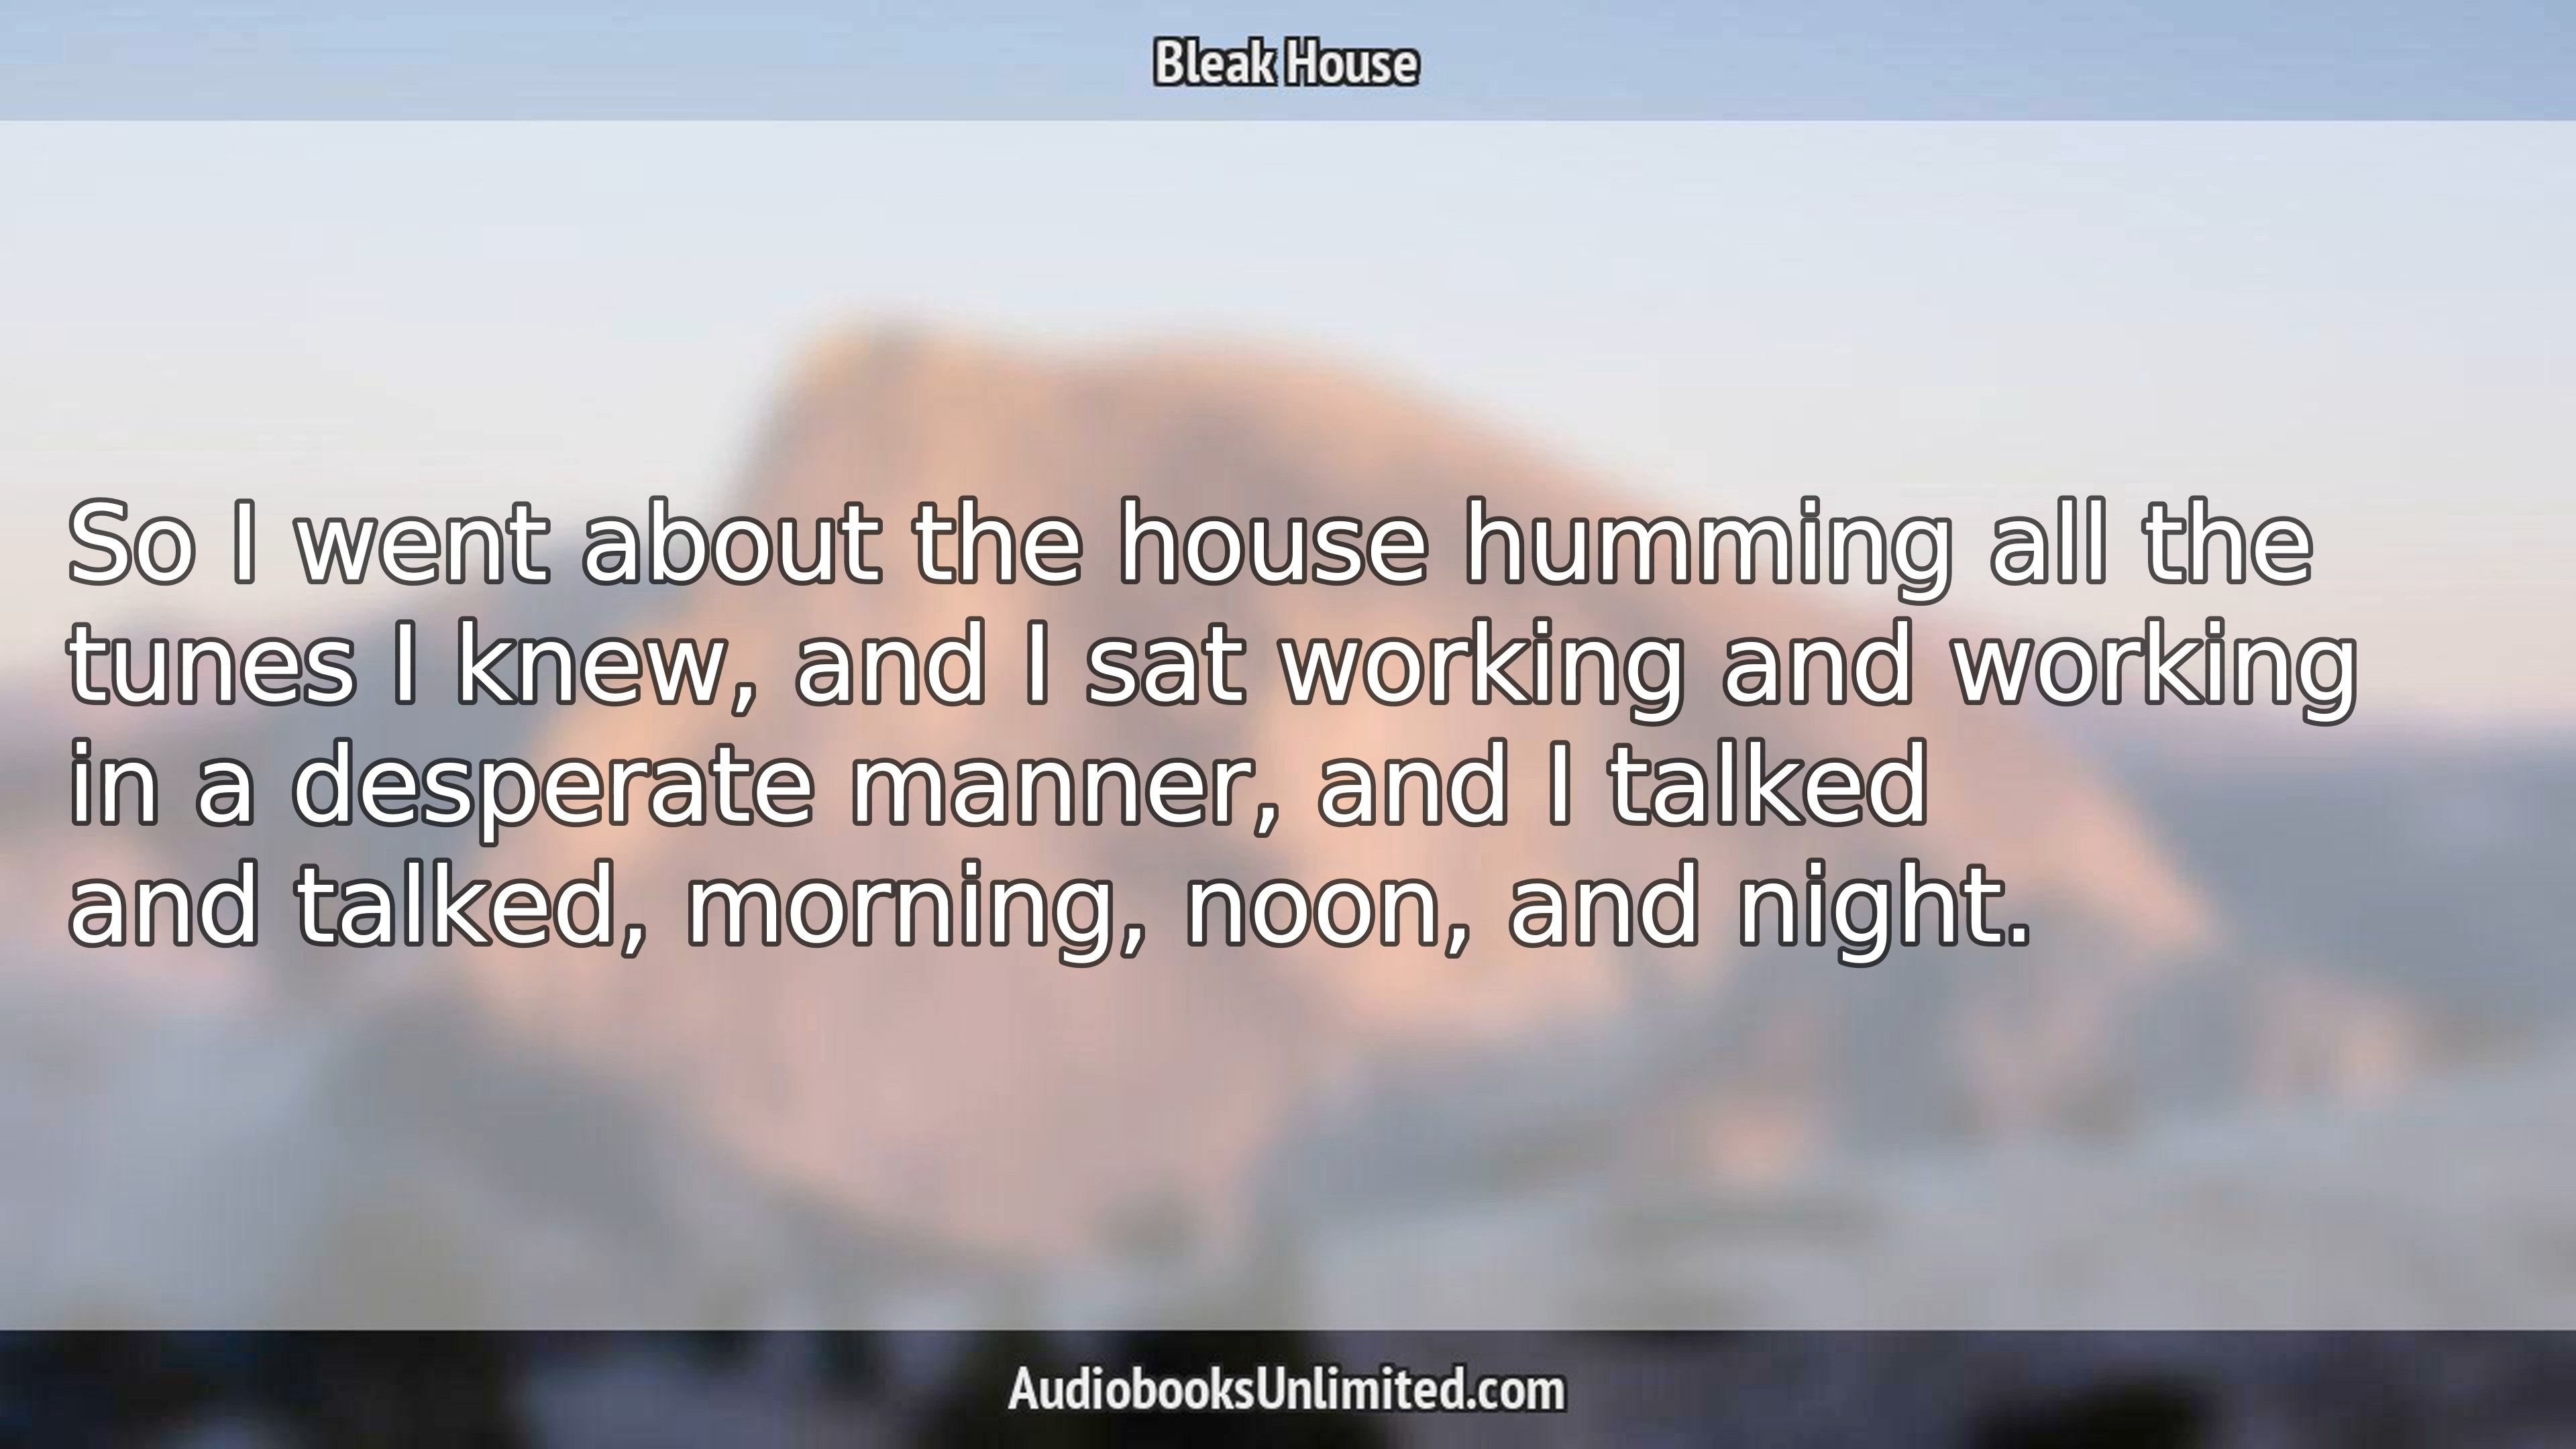 Bleak House
So I went about the house humming all the
tunes I knew, and I sat working and working
in a desperate manner, and I talked
and talked, morning, noon, and night.
AudiobooksUnlimited.com